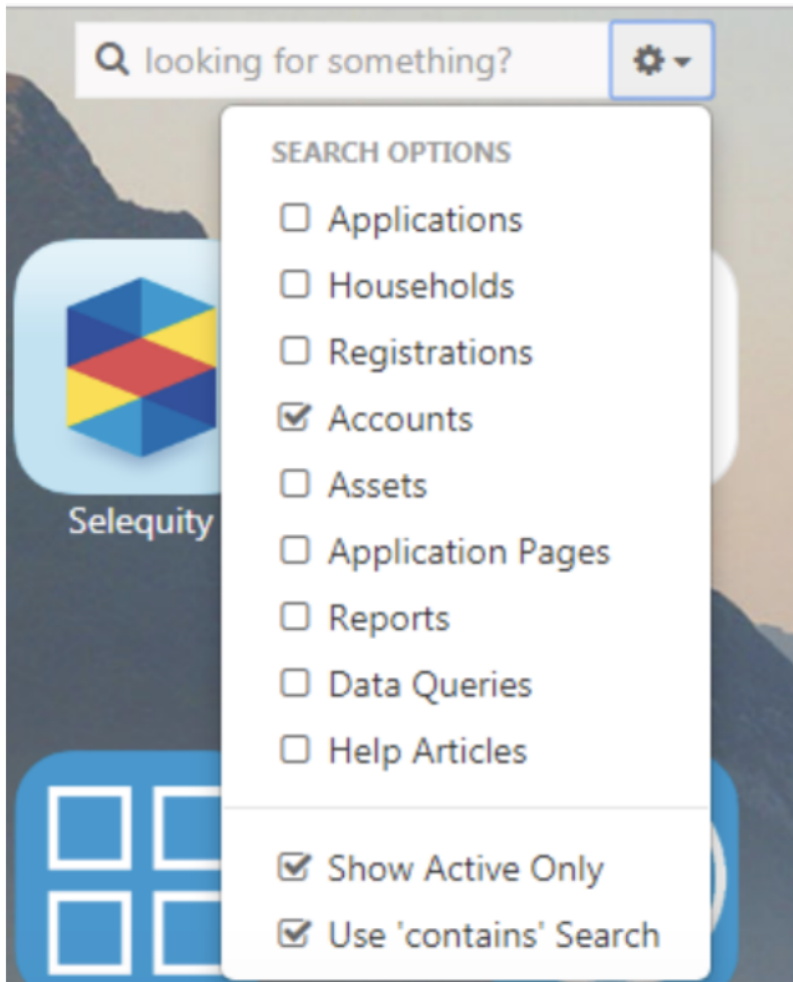 looking for something?
SEARCH OPTIONS
Applications
Households
Registrations
Accounts
Assets
Selequity
Application Pages
Reports
Data Queries
Help Articles
Show Active Only
Use 'contains' Search